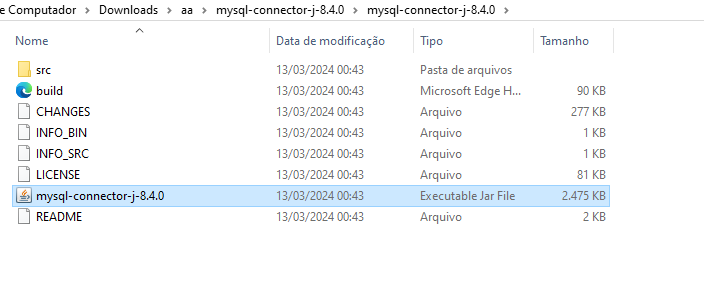 e Computador > Downloads > aa > mysql-connector-j-8.4.0 > mysql-connector-j-8.4.0 >
Nome Data de modificação Tipo Tamanho
src 13/03/2024 00:43 Pasta de arquivos
build 13/03/2024 00:43 Microsoft Edge H... 90 KB
CHANGES 13/03/2024 00:43 Arquivo 277 KB
INFO_BIN 13/03/2024 00:43 Arquivo 1 KB
INFO_SRC 13/03/2024 00:43 Arquivo 1 KB
LICENSE 13/03/2024 00:43 Arquivo 81 KB
mysql-connector-j-8.4.0 13/03/2024 00:43 Executable Jar File 2.475 KB
README 13/03/2024 00:43 Arquivo 2 KB